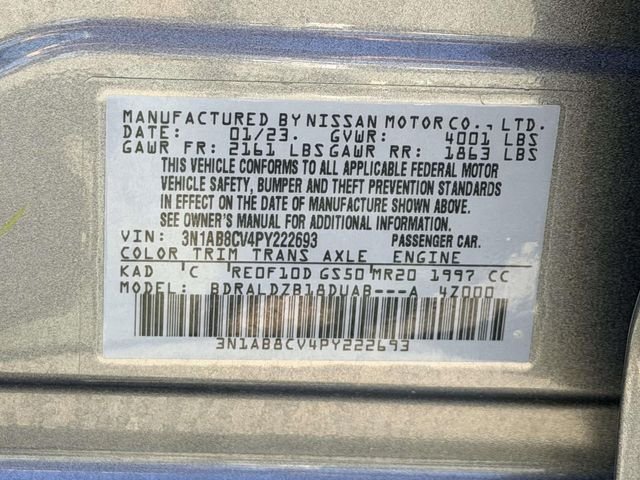 MANUFACTURED BY NISSAN MOTOR CO., LTD.
DATE: 01/23. GVWR: 4001 LBS
GAWR FR: 2161 LBS GAWR RR: 1863 LBS
THIS VEHICLE CONFORMS TO ALL APPLICABLE FEDERAL MOTOR
VEHICLE SAFETY, BUMPER AND THEFT PREVENTION STANDARDS
IN EFFECT ON THE DATE OF MANUFACTURE SHOWN ABOVE.
SEE OWNER'S MANUAL FOR ADDITIONAL INFORMATION.
VIN: 3N1AB8CV4PY222693 PASSENGER CAR.
COLOR TRIM TRANS AXLE ENGINE
KAD 'C RE0F10D GS50 MR20 1997 CC
MODEL: BDRALDZB18DUAB---A 4Z000
3N1AB8CV4PY222693